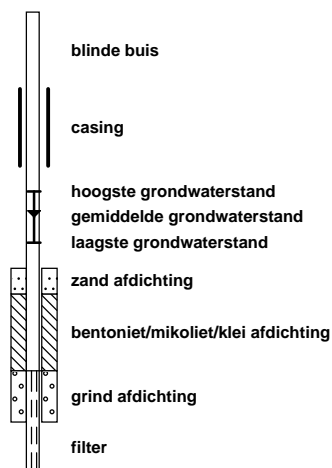 blinde buis
casing
hoogste grondwaterstand
gemiddelde grondwaterstand
laagste grondwaterstand
zand afdichting
bentoniet/mikoliet/klei afdichting
grind afdichting
filter